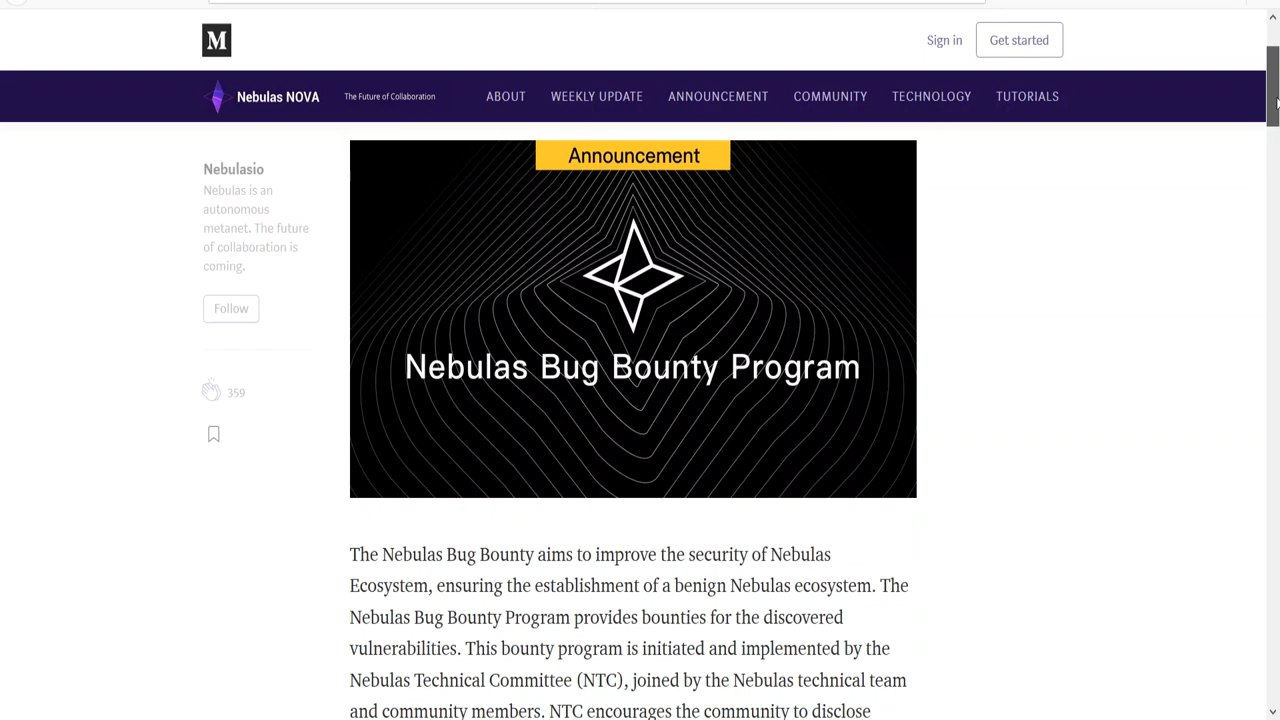 M
Sign in
Get started
Nebulas NOVA
The Future of Collaboration
ABOUT
WEEKLY UPDATE
ANNOUNCEMENT
COMMUNITY
TECHNOLOGY
TUTORIALS
Nebulasio
Nebulas is an
autonomous
metanet. The future
of collaboration is
coming.
Follow
359
Announcement
Nebulas Bug Bounty Program
The Nebulas Bug Bounty aims to improve the security of Nebulas
Ecosystem, ensuring the establishment of a benign Nebulas ecosystem. The
Nebulas Bug Bounty Program provides bounties for the discovered
vulnerabilities. This bounty program is initiated and implemented by the
Nebulas Technical Committee (NTC), joined by the Nebulas technical team
and community members. NTC encourages the community to disclose